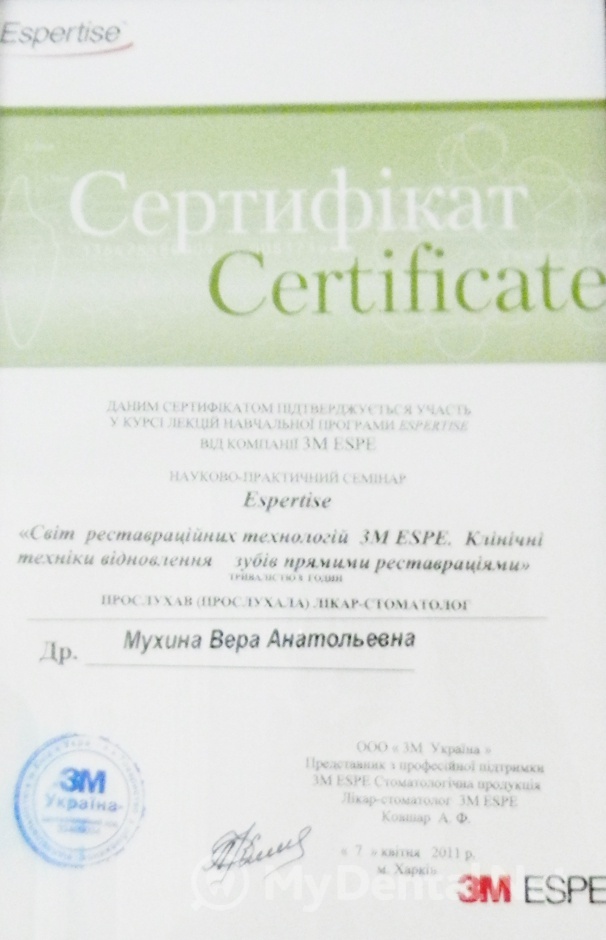 Espertise
Сертифікат
Certificate
ДАНИМ СЕРТИФІКАТОМ ПІДТВЕРДЖУЄТЬСЯ УЧАСТЬ
У КУРСІ ЛЕКЦІЙ НАВЧАЛЬНОЇ ПРОГРАМИ ESPERTISE
ВІД КОМПАНІЇ 3M ESPE
НАУКОВО-ПРАКТИЧНИЙ СЕМІНАР
Espertise
«Світ реставраційних технологій 3M ESPE. Клінічні
техніки відновлення зубів прямими реставраціями»
ТРИВАЛІСТЮ 8 ГОДИН
ПРОСЛУХАВ (ПРОСЛУХАЛА) ЛІКАР-СТОМАТОЛОГ
Др. Мухина Вера Анатольевна
ООО « 3М Україна »
Представник з професійної підтримки
3M ESPE Стоматологічна продукція
Лікар-стоматолог 3M ESPE
Ковшар А. Ф.
« 7 » квітня 2011 р.
м. Харків
3M
Україна
MyDental
3M ESPE